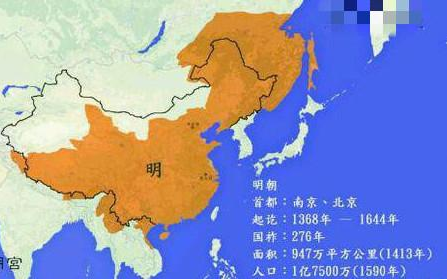 明
明朝
首都：南京、北京
起讫：1368年 — 1644年
国祚：276年
面积：947万平方公里(1413年)
人口：1亿7500万(1590年)
宫